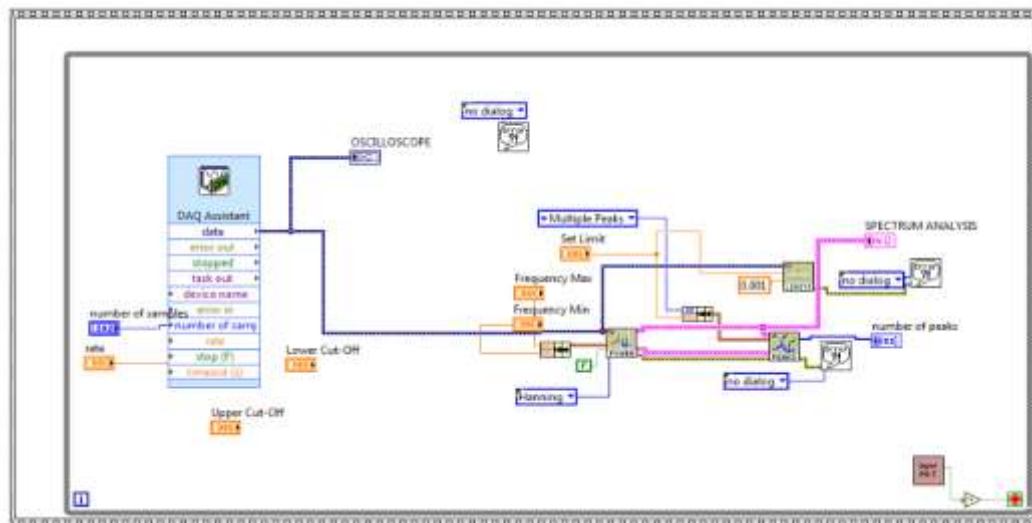 no dialog
OSCILLOSCOPE
DAQ Assistant
data
error out
stopped
task out
device name
error in
number of samples
number of samp
rate
rate
stop (F)
timeout (s)
Lower Cut-Off
Upper Cut-Off
Multiple Peaks
Set Limit
Frequency Max
Frequency Min
0.001
SPECTRUM ANALYSIS
no dialog
number of peaks
F
Hanning
no dialog
i